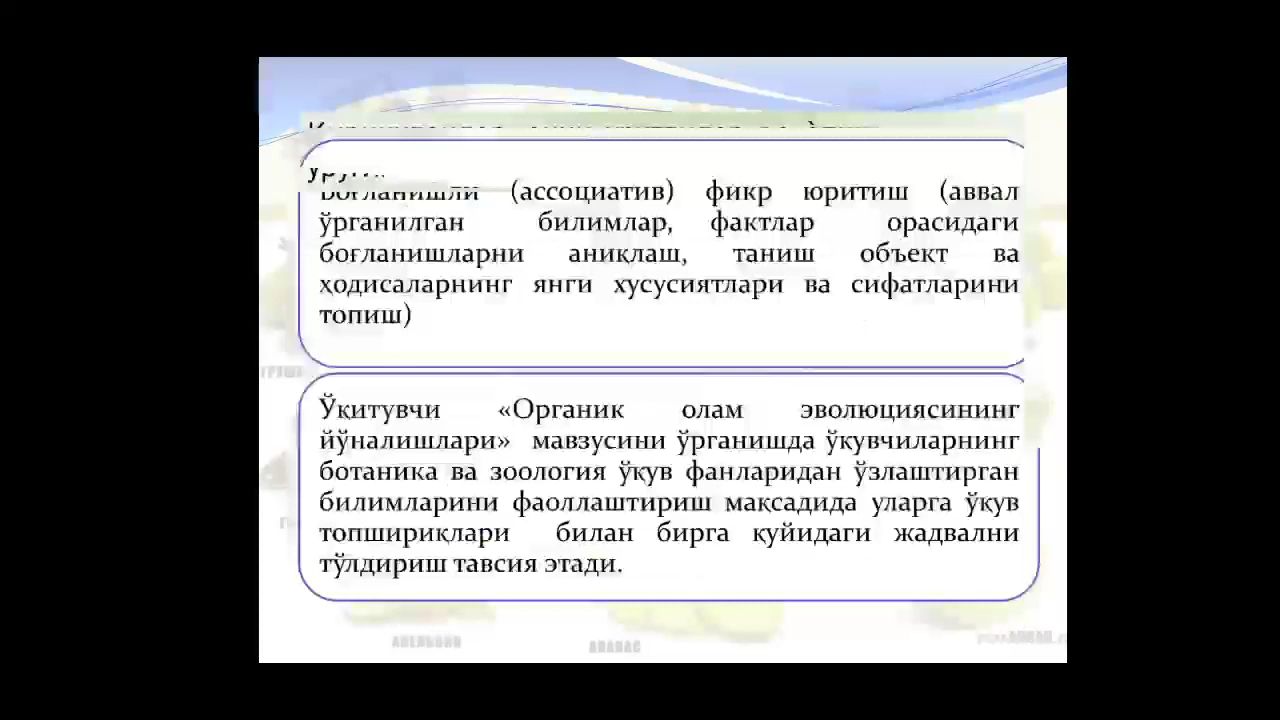 Боғланишли (ассоциатив) фикр юритиш (аввал
ўрганилган билимлар, фактлар орасидаги
боғланишларни аниқлаш, таниш объект ва
ҳодисаларнинг янги хусусиятлари ва сифатларини
топиш)
Ўқитувчи «Органик олам эволюциясининг
йўналишлари» мавзусини ўрганишда ўқувчиларнинг
ботаника ва зоология ўқув фанларидан ўзлаштирган
билимларини фаоллаштириш мақсадида уларга ўқув
топшириқлари билан бирга қуйидаги жадвални
тўлдириш тавсия этади.
АПЕЛЬСИН
АНАНАС